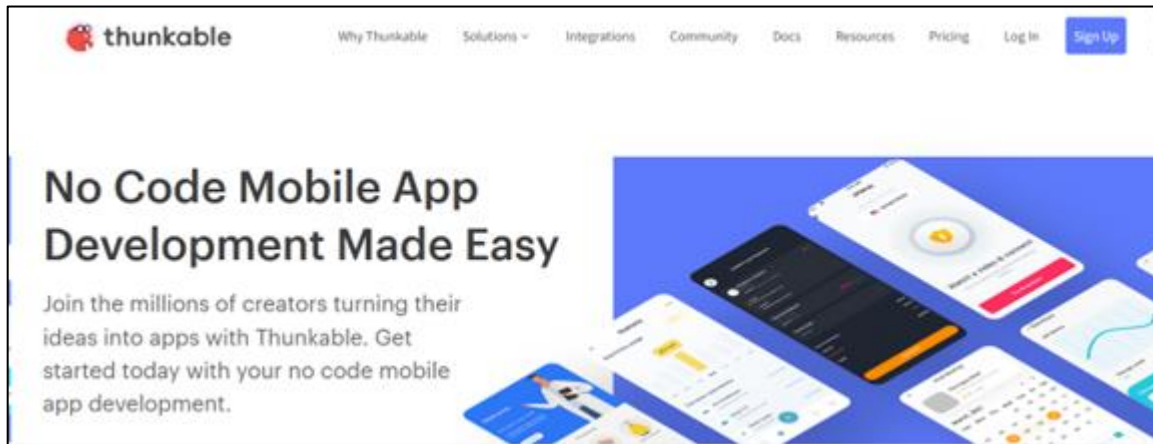 thunkable
Why Thunkable Solutions Integrations Community Docs Resources Pricing Log In Sign Up
No Code Mobile App
Development Made Easy
Join the millions of creators turning their
ideas into apps with Thunkable. Get
started today with your no code mobile
app development.